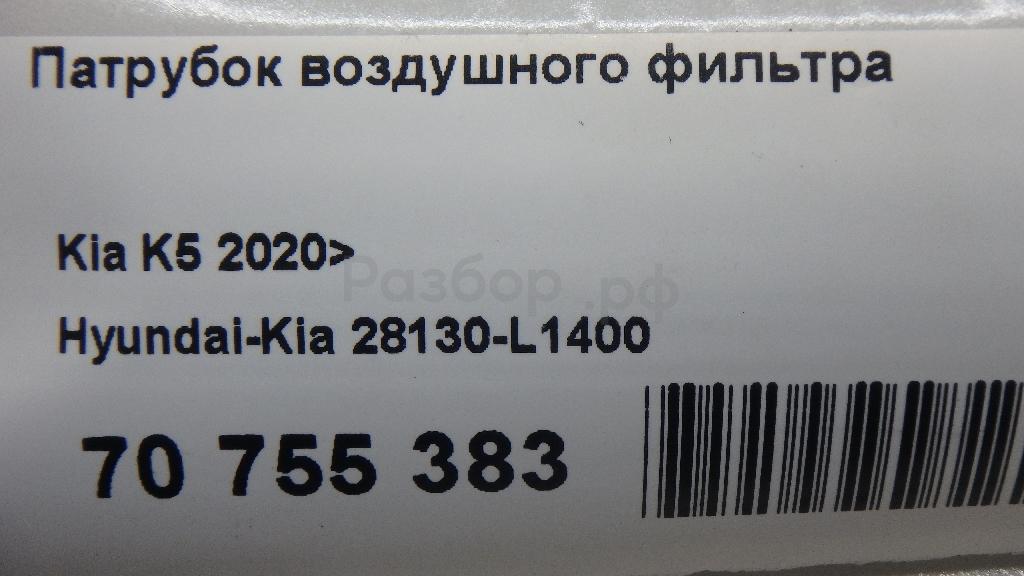 Патрубок воздушного фильтра
Kia K5 2020>
Разбор.рф
Hyundai-Kia 28130-L1400
70 755 383